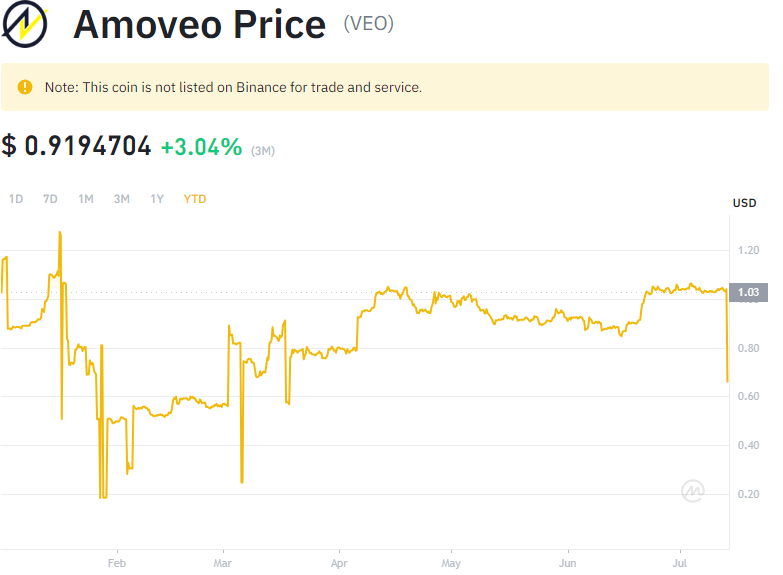 Amoveo Price (VEO)
Note: This coin is not listed on Binance for trade and service.
$ 0.9194704 +3.04% (3M)
1D 7D 1M 3M 1Y YTD
USD
1.20
1.03
0.80
0.60
0.40
0.20
Feb Mar Apr May Jun Jul